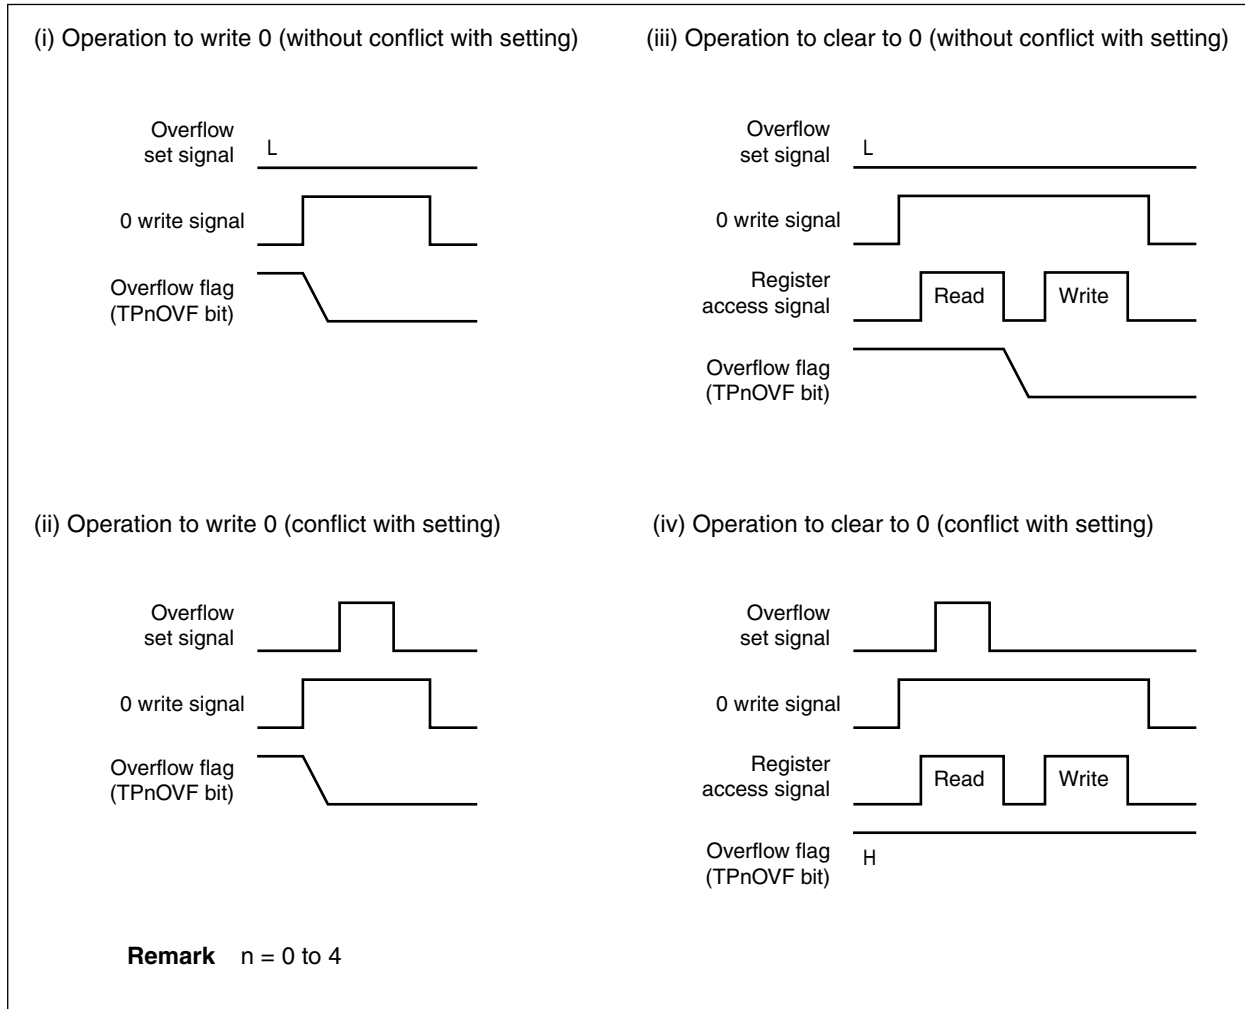 (i) Operation to write 0 (without conflict with setting)
Overflow
set signal
L
0 write signal
Overflow flag
(TPnOVF bit)
(iii) Operation to clear to 0 (without conflict with setting)
Overflow
set signal
L
0 write signal
Register
access signal
Read
Write
Overflow flag
(TPnOVF bit)
(ii) Operation to write 0 (conflict with setting)
Overflow
set signal
0 write signal
Overflow flag
(TPnOVF bit)
(iv) Operation to clear to 0 (conflict with setting)
Overflow
set signal
0 write signal
Register
access signal
Read
Write
Overflow flag
(TPnOVF bit)
H
Remark n = 0 to 4